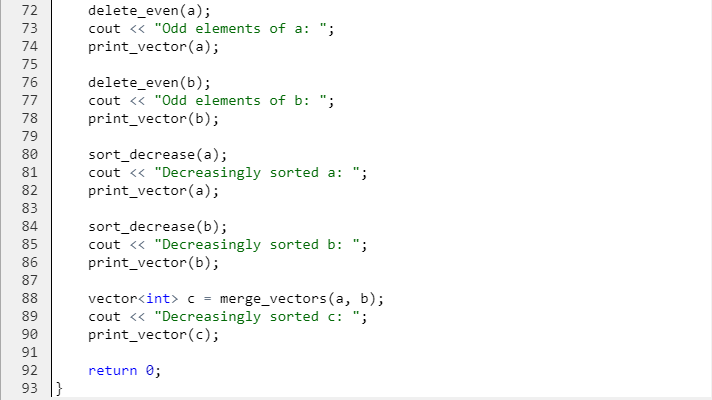 72 delete_even(a);
73 cout << "Odd elements of a: ";
74 print_vector(a);
75
76 delete_even(b);
77 cout << "Odd elements of b: ";
78 print_vector(b);
79
80 sort_decrease(a);
81 cout << "Decreasingly sorted a: ";
82 print_vector(a);
83
84 sort_decrease(b);
85 cout << "Decreasingly sorted b: ";
86 print_vector(b);
87
88 vector<int> c = merge_vectors(a, b);
89 cout << "Decreasingly sorted c: ";
90 print_vector(c);
91
92 return 0;
93 }